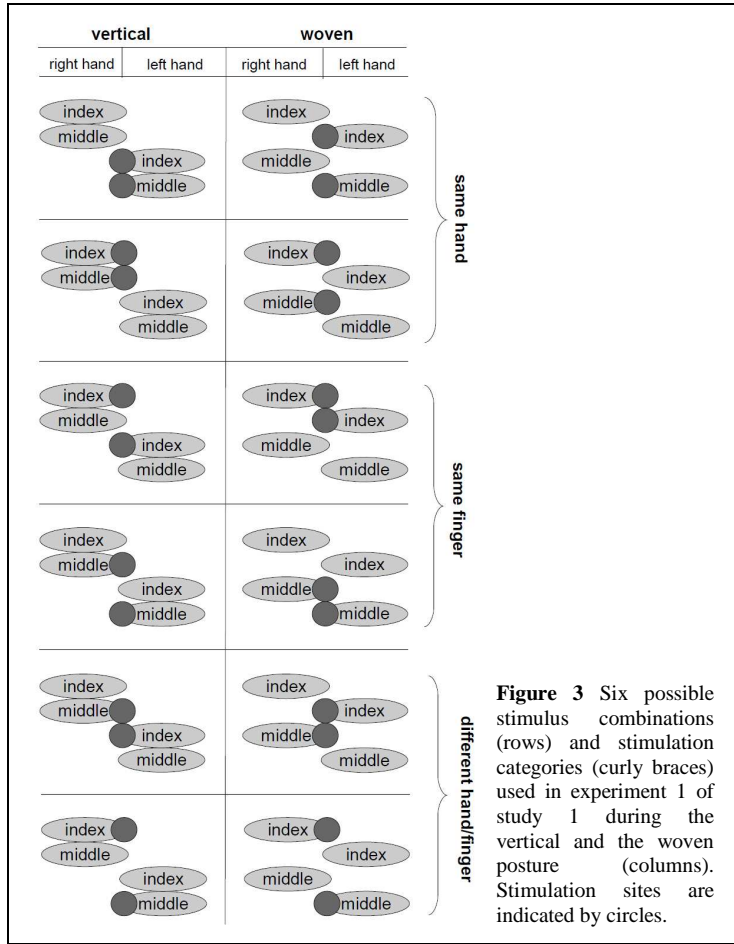 vertical woven
right hand left hand right hand left hand
index index
middle index
index middle
middle middle
same hand
index index
middle index
index middle
middle middle
index index
middle index
index middle
middle middle
same finger
index index
middle index
index middle
middle middle
index index
middle index
index middle
middle middle
different hand/finger
index index
middle index
index middle
middle middle
Figure 3 Six possible
stimulus combinations
(rows) and stimulation
categories (curly braces)
used in experiment 1 of
study 1 during the
vertical and the woven
posture (columns).
Stimulation sites are
indicated by circles.